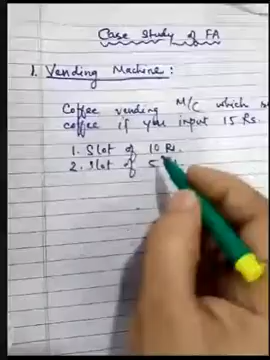 Case Study of FA
1. Vending Machine :
Coffee vending M/C which
coffee if you input 15 Rs.
1. Slot of 10 Rs.
2. Slot of 5